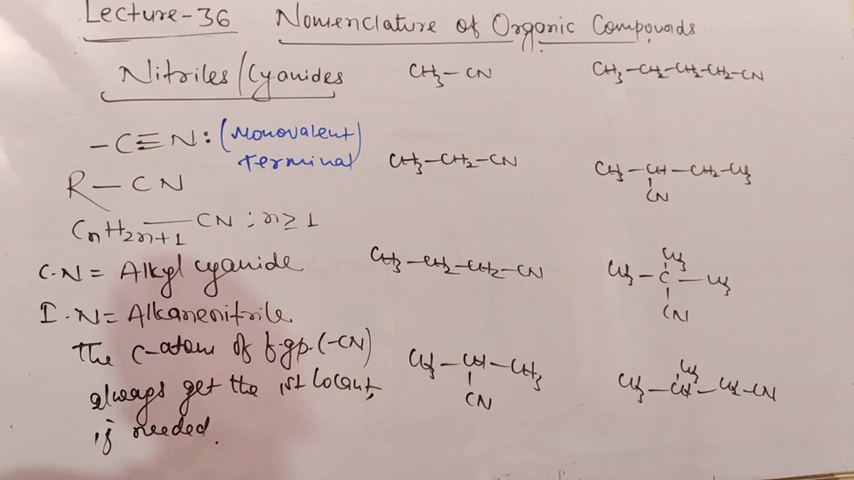 Lecture-36 Nomenclature of Organic Compounds
Nitriles/Cyanides
-C≡N: (Monovalent)
terminal
R-CN
CnH2n+1-CN : n≥1
C.N = Alkyl cyanide
I.N = Alkanenitrile
The C-atom of f.gp.(-CN)
always get the 1st locant,
if needed.
CH3-CN
CH3-CH2-CN
CH3-CH2-CH2-CN
CH3-CH-CH3
CN
CH3-CH2-CH2-CH2-CN
CH3-CH-CH2-CH3
CN
CH3
CH3-C-CH3
CN
CH3
CH3-CH-CH2-CN